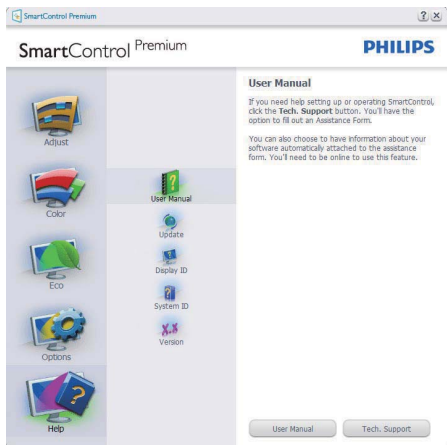 SmartControl Premium
? X
SmartControl Premium
PHILIPS
Adjust
Color
Eco
Options
Help
User Manual
Update
Display ID
System ID
X.X
Version
User Manual
If you need help setting up or operating SmartControl,
click the Tech. Support button. You'll have the
option to fill out an Assistance Form.
You can also choose to have information about your
software automatically attached to the assistance
form. You'll need to be online to use this feature.
User Manual
Tech. Support